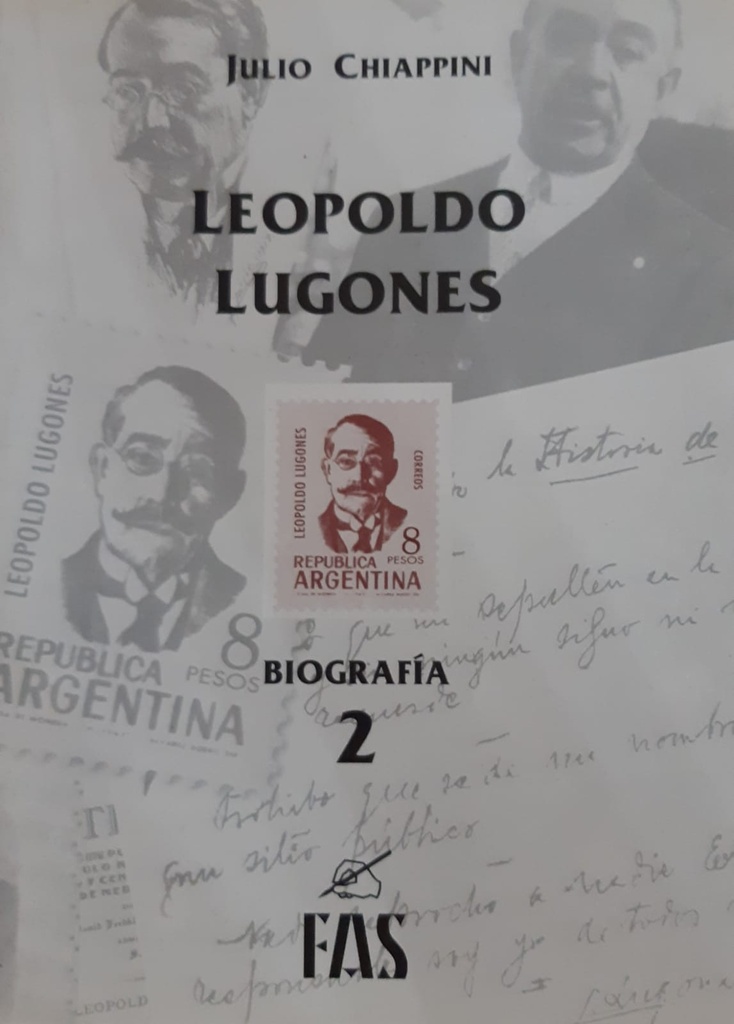 JULIO CHIAPPINI
LEOPOLDO
LUGONES
LEOPOLDO LUGONES
CORREOS
8
PESOS
REPUBLICA
ARGENTINA
LEOPOLDO LUGONES
8
PESOS
REPUBLICA
ARGENTINA
la Historia de
Que me sepulten en la
ningún signo ni
recuerde
BIOGRAFÍA
2
Prohibo que se dé mi nombre
sitio público
Nada reprocho a nadie
responsable soy yo de todos
FAS
LEOPOLD